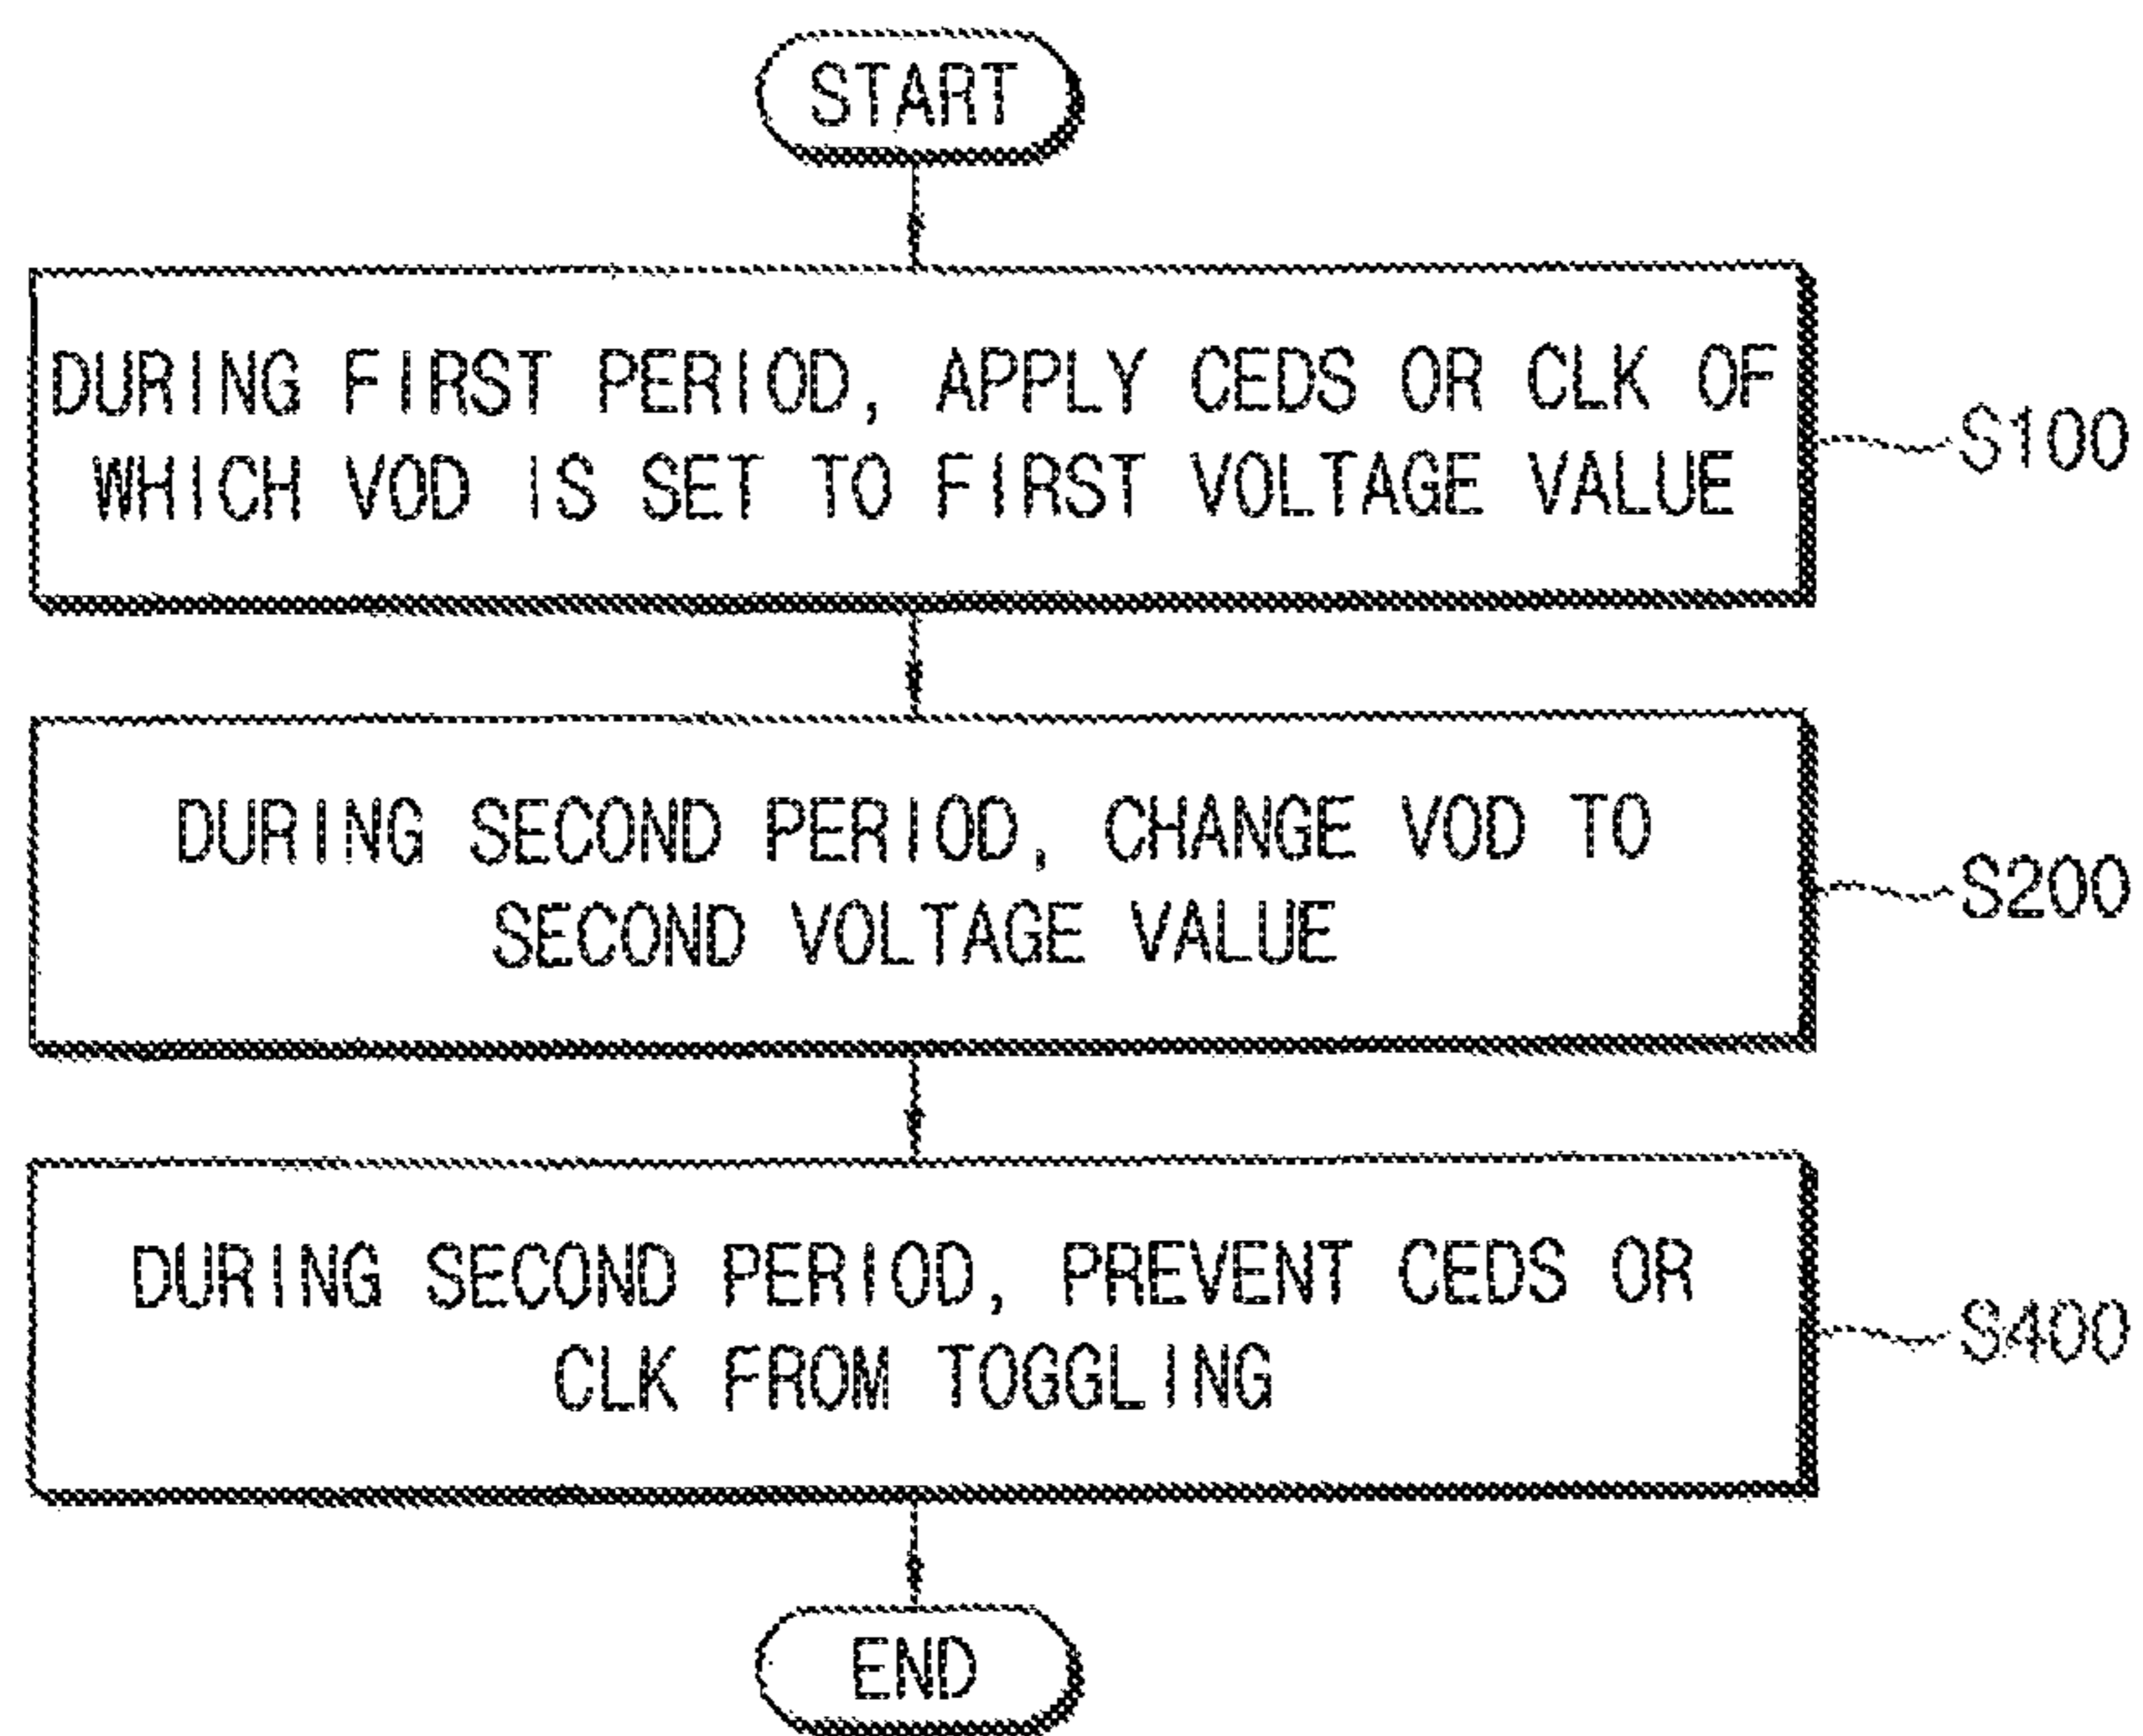 START
DURING FIRST PERIOD, APPLY CEDS OR CLK OF
WHICH VOD IS SET TO FIRST VOLTAGE VALUE
S100
DURING SECOND PERIOD, CHANGE VOD TO
SECOND VOLTAGE VALUE
S200
DURING SECOND PERIOD, PREVENT CEDS OR
CLK FROM TOGGLING
S400
END